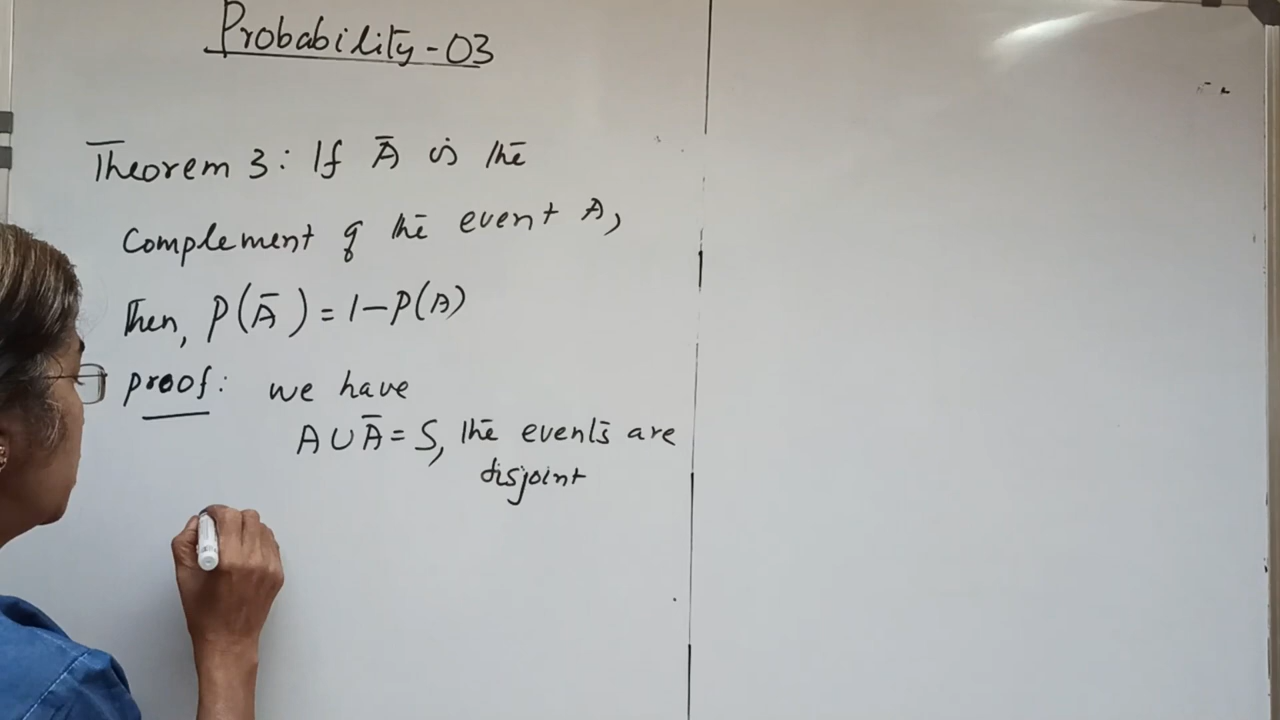 Probability-03
Theorem 3: If Ā is the
complement of the event A,
Then, P(Ā) = 1-P(A)
proof: we have
A∪Ā = S, the events are
disjoint